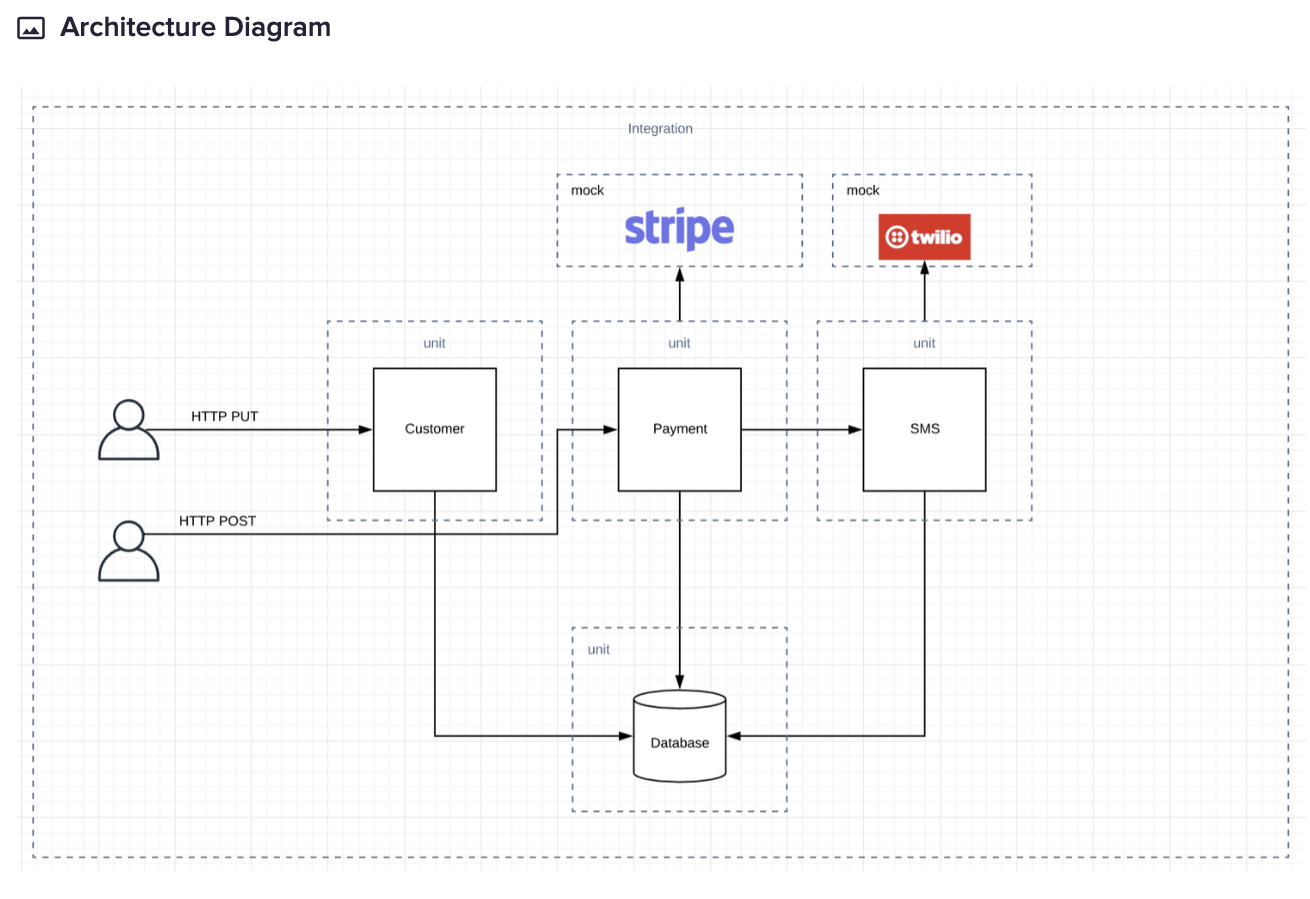 Architecture Diagram
Integration
mock
stripe
mock
twilio
unit
unit
unit
HTTP PUT
Customer
Payment
SMS
HTTP POST
unit
Database